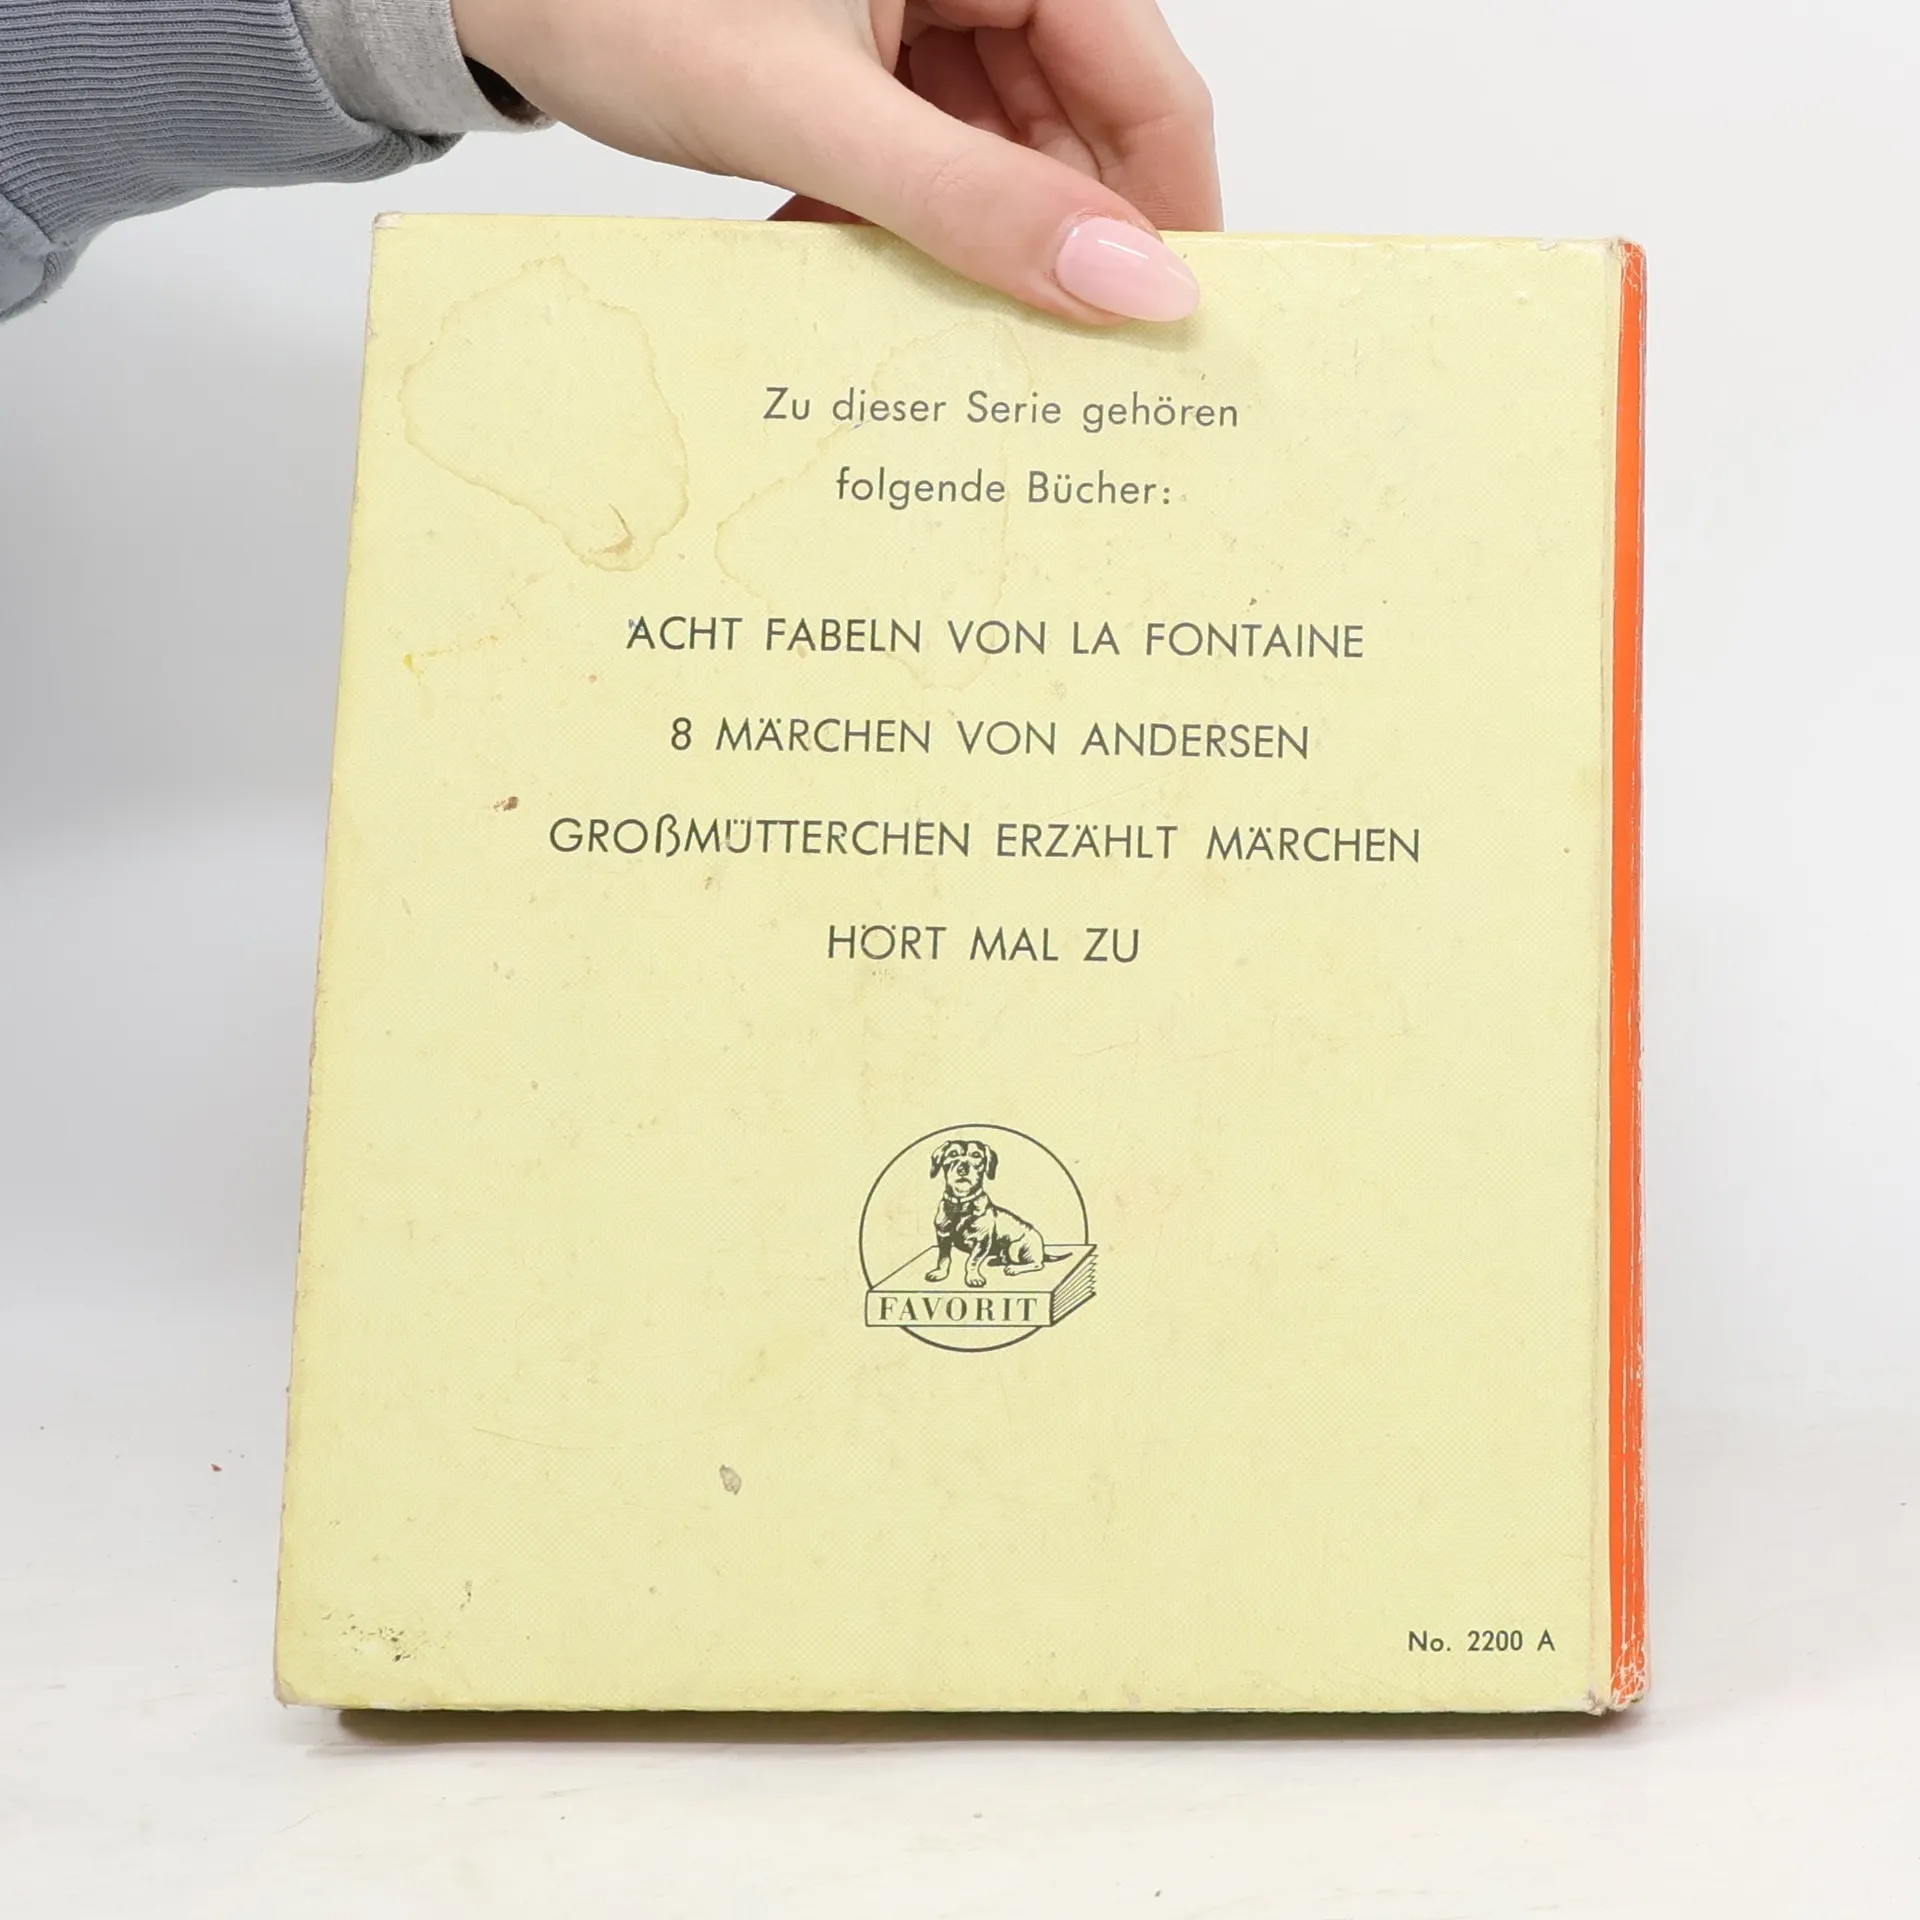 Zu dieser Serie gehören
folgende Bücher:
ACHT FABELN VON LA FONTAINE
8 MÄRCHEN VON ANDERSEN
GROßMÜTTERCHEN ERZÄHLT MÄRCHEN
HÖRT MAL ZU
FAVORIT
No. 2200 A